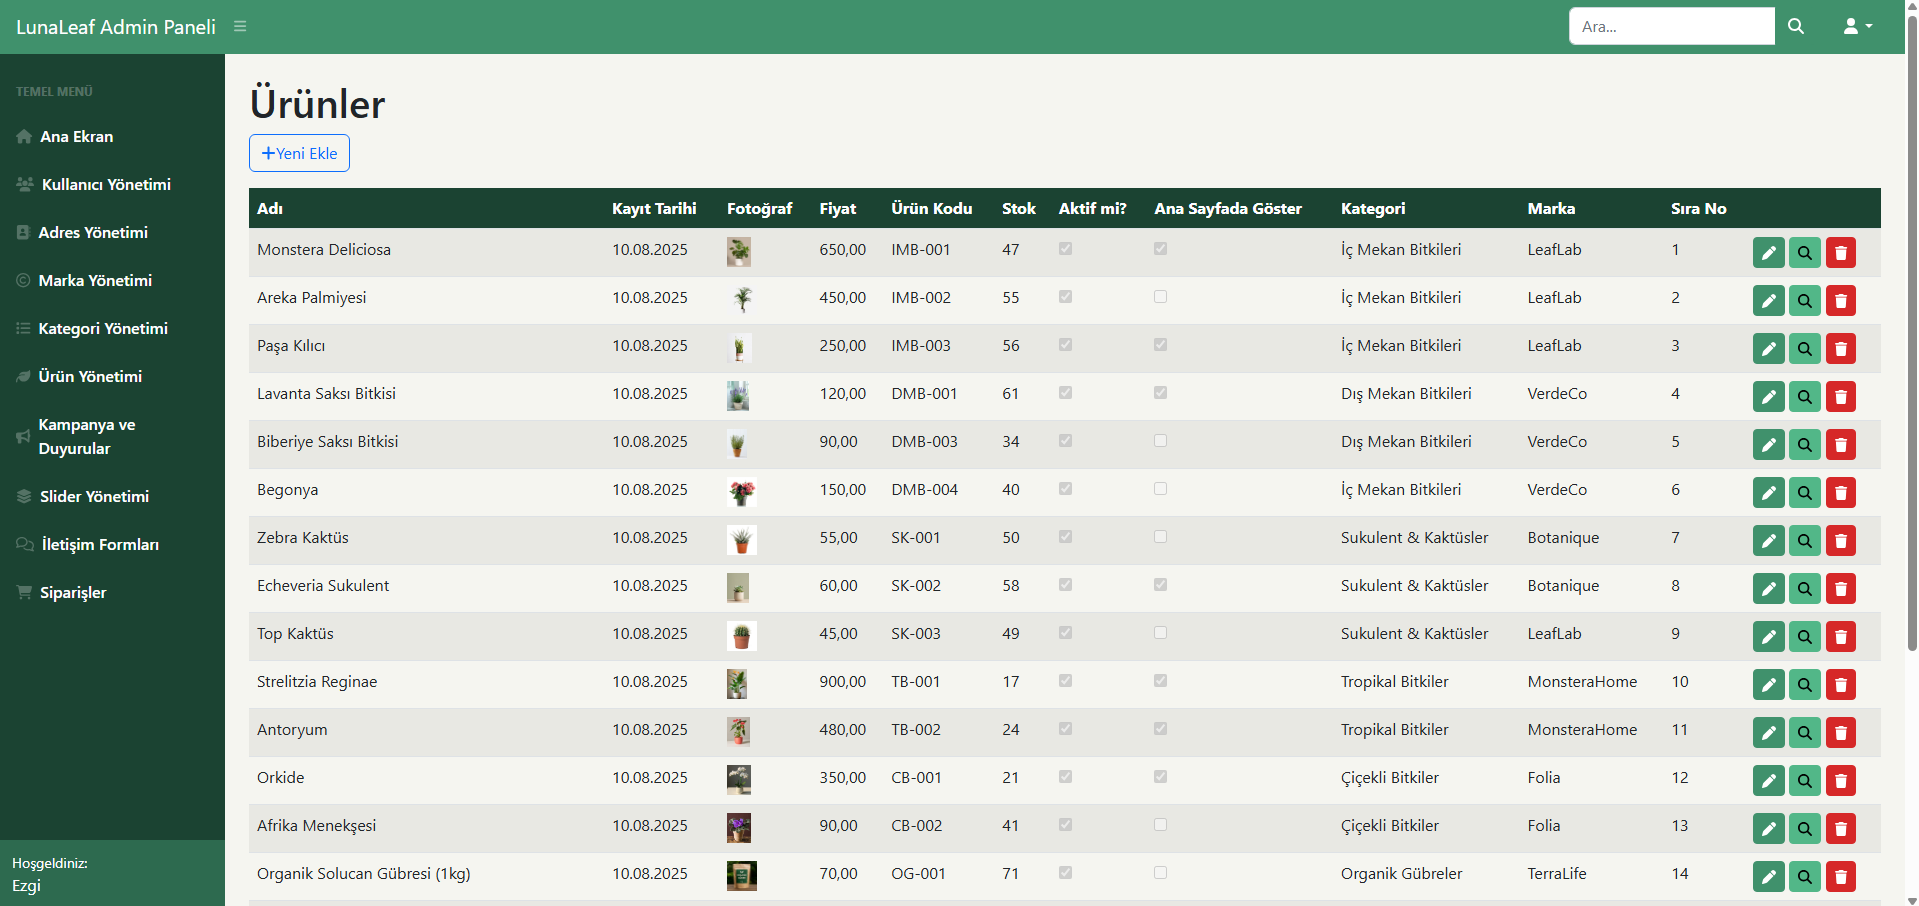 LunaLeaf Admin Paneli
Ara...
TEMEL MENÜ
Ana Ekran
Kullanıcı Yönetimi
Adres Yönetimi
Marka Yönetimi
Kategori Yönetimi
Ürün Yönetimi
Kampanya ve
Duyurular
Slider Yönetimi
İletişim Formları
Siparişler
Hoşgeldiniz:
Ezgi
Ürünler
+Yeni Ekle
Adı Kayıt Tarihi Fotoğraf Fiyat Ürün Kodu Stok Aktif mi? Ana Sayfada Göster Kategori Marka Sıra No
Monstera Deliciosa 10.08.2025 650,00 IMB-001 47 İç Mekan Bitkileri LeafLab 1
Areka Palmiyesi 10.08.2025 450,00 IMB-002 55 İç Mekan Bitkileri LeafLab 2
Paşa Kılıcı 10.08.2025 250,00 IMB-003 56 İç Mekan Bitkileri LeafLab 3
Lavanta Saksı Bitkisi 10.08.2025 120,00 DMB-001 61 Dış Mekan Bitkileri VerdeCo 4
Biberiye Saksı Bitkisi 10.08.2025 90,00 DMB-003 34 Dış Mekan Bitkileri VerdeCo 5
Begonya 10.08.2025 150,00 DMB-004 40 İç Mekan Bitkileri VerdeCo 6
Zebra Kaktüs 10.08.2025 55,00 SK-001 50 Sukulent & Kaktüsler Botanique 7
Echeveria Sukulent 10.08.2025 60,00 SK-002 58 Sukulent & Kaktüsler Botanique 8
Top Kaktüs 10.08.2025 45,00 SK-003 49 Sukulent & Kaktüsler LeafLab 9
Strelitzia Reginae 10.08.2025 900,00 TB-001 17 Tropikal Bitkiler MonsteraHome 10
Antoryum 10.08.2025 480,00 TB-002 24 Tropikal Bitkiler MonsteraHome 11
Orkide 10.08.2025 350,00 CB-001 21 Çiçekli Bitkiler Folia 12
Afrika Menekşesi 10.08.2025 90,00 CB-002 41 Çiçekli Bitkiler Folia 13
Organik Solucan Gübresi (1kg) 10.08.2025 70,00 OG-001 71 Organik Gübreler TerraLife 14